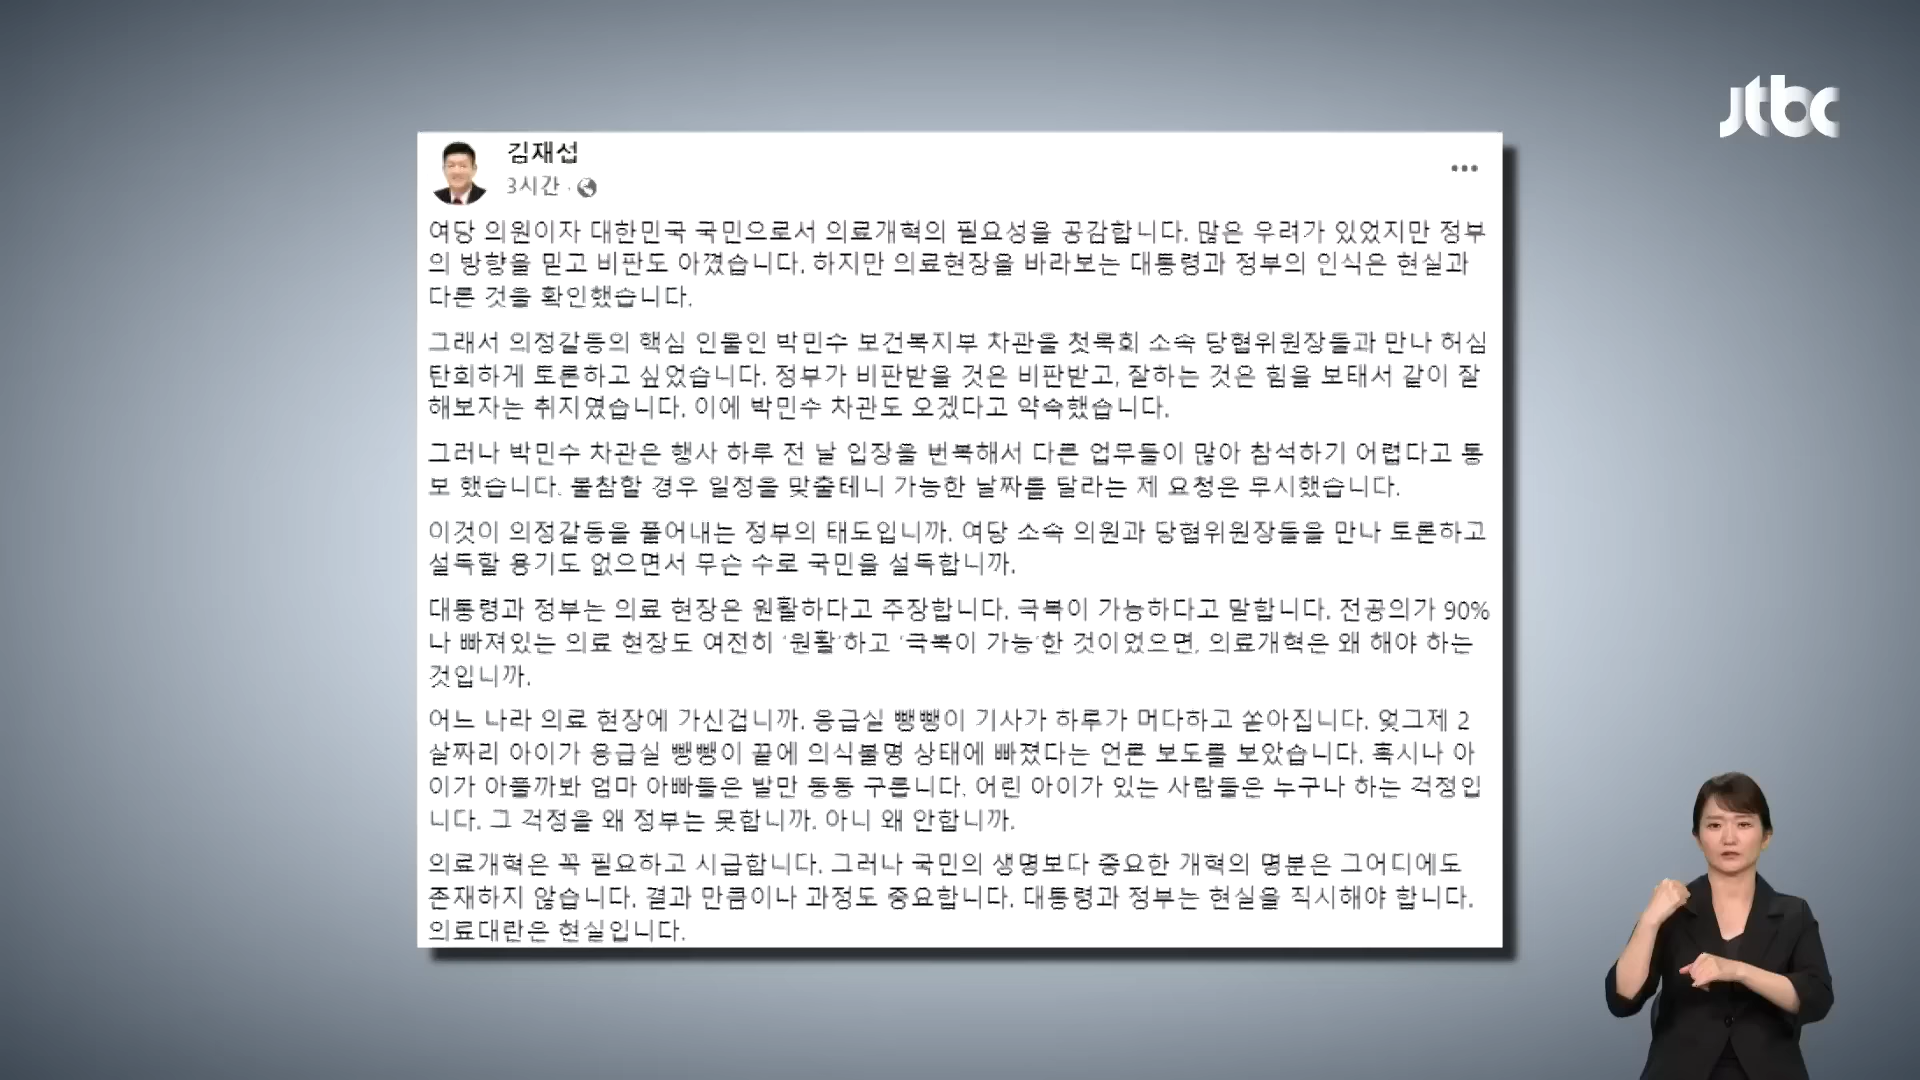 jtbc
김재섭
3시간 ·
여당 의원이자 대한민국 국민으로서 의료개혁의 필요성을 공감합니다. 많은 우려가 있었지만 정부
의 방향을 믿고 비판도 아꼈습니다. 하지만 의료현장을 바라보는 대통령과 정부의 인식은 현실과
다른 것을 확인했습니다.
그래서 의정갈등의 핵심 인물인 박민수 보건복지부 차관을 첫목회 소속 당협위원장들과 만나 허심
탄회하게 토론하고 싶었습니다. 정부가 비판받을 것은 비판받고, 잘하는 것은 힘을 보태서 같이 잘
해보자는 취지였습니다. 이에 박민수 차관도 오겠다고 약속했습니다.
그러나 박민수 차관은 행사 하루 전 날 입장을 번복해서 다른 업무들이 많아 참석하기 어렵다고 통
보 했습니다. 불참할 경우 일정을 맞출테니 가능한 날짜를 달라는 제 요청은 무시했습니다.
이것이 의정갈등을 풀어내는 정부의 태도입니까. 여당 소속 의원과 당협위원장들을 만나 토론하고
설득할 용기도 없으면서 무슨 수로 국민을 설득합니까.
대통령과 정부는 의료 현장은 원활하다고 주장합니다. 극복이 가능하다고 말합니다. 전공의가 90%
나 빠져있는 의료 현장도 여전히 '원활'하고 '극복이 가능'한 것이었으면, 의료개혁은 왜 해야 하는
것입니까.
어느 나라 의료 현장에 가신겁니까. 응급실 뺑뺑이 기사가 하루가 머다하고 쏟아집니다. 엊그제 2
살짜리 아이가 응급실 뺑뺑이 끝에 의식불명 상태에 빠졌다는 언론 보도를 보았습니다. 혹시나 아
이가 아플까봐 엄마 아빠들은 발만 동동 구릅니다. 어린 아이가 있는 사람들은 누구나 하는 걱정입
니다. 그 걱정을 왜 정부는 못합니까. 아니 왜 안합니까.
의료개혁은 꼭 필요하고 시급합니다. 그러나 국민의 생명보다 중요한 개혁의 명분은 그어디에도
존재하지 않습니다. 결과 만큼이나 과정도 중요합니다. 대통령과 정부는 현실을 직시해야 합니다.
의료대란은 현실입니다.